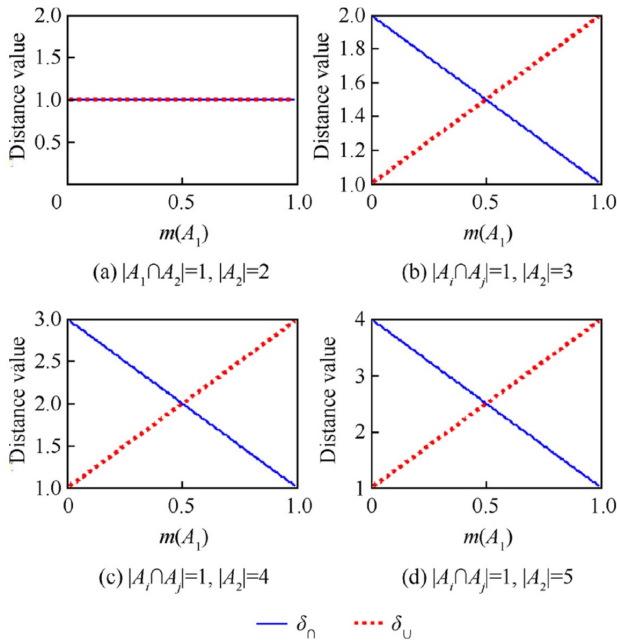 2.0
1.5
1.0
0.5
0
0.5
1.0
Distance value
m(A₁)
(a) |A₁∩A₂|=1, |A₂|=2
2.0
1.8
1.6
1.4
1.2
1.0
0
0.5
1.0
Distance value
m(A₁)
(b) |Aᵢ∩Aⱼ|=1, |A₂|=3
3.0
2.5
2.0
1.5
1.0
0
0.5
1.0
Distance value
m(A₁)
(c) |Aᵢ∩Aⱼ|=1, |A₂|=4
4
3
2
1
0
0.5
1.0
Distance value
m(A₁)
(d) |Aᵢ∩Aⱼ|=1, |A₂|=5
δ∩ δ∪